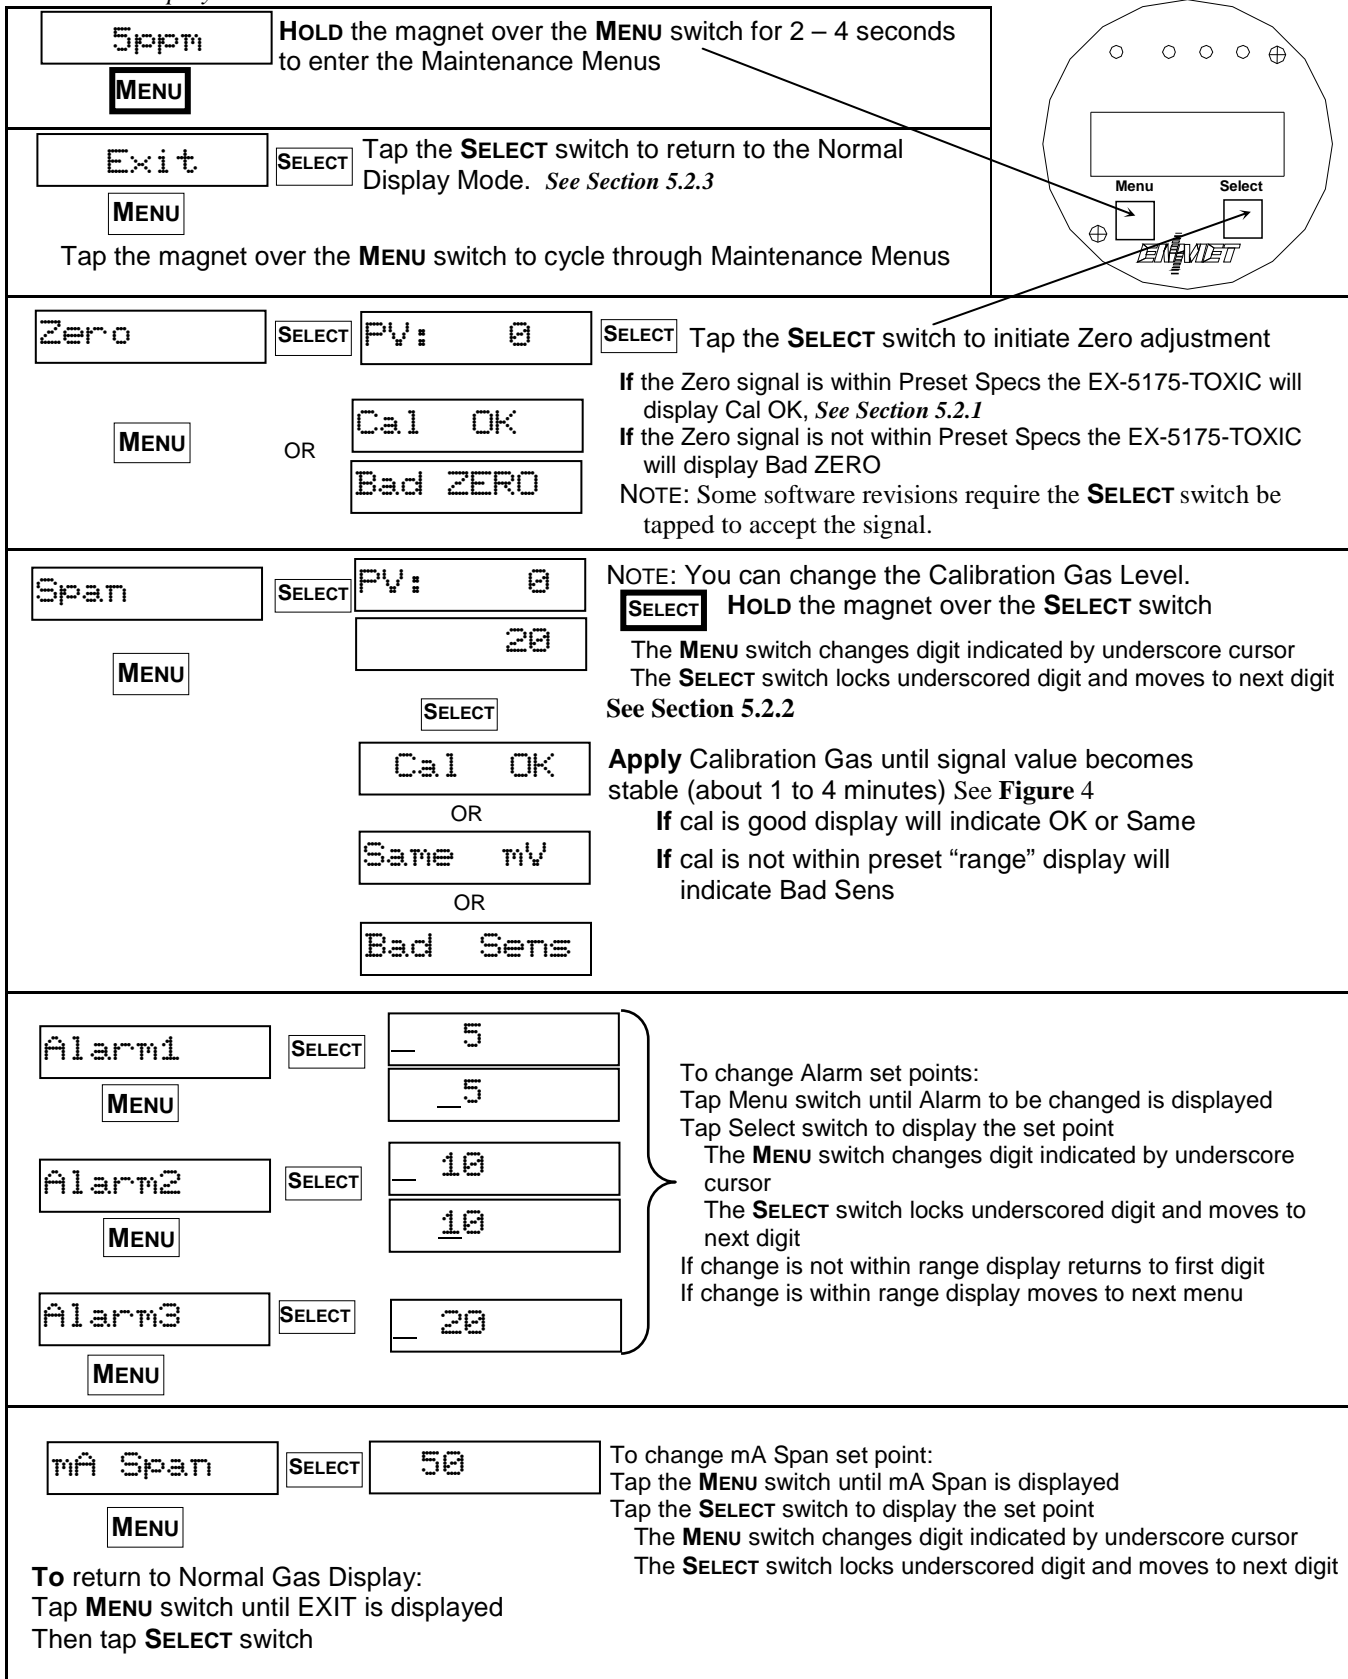 5ppm
HOLD the magnet over the MENU switch for 2 – 4 seconds
to enter the Maintenance Menus
MENU
Menu Select
ENMET
Exit
SELECT
Tap the SELECT switch to return to the Normal
Display Mode. See Section 5.2.3
MENU
Tap the magnet over the MENU switch to cycle through Maintenance Menus
Zero
SELECT
PV: 0
SELECT
Tap the SELECT switch to initiate Zero adjustment
If the Zero signal is within Preset Specs the EX-5175-TOXIC will
display Cal OK, See Section 5.2.1
If the Zero signal is not within Preset Specs the EX-5175-TOXIC
will display Bad ZERO
NOTE: Some software revisions require the SELECT switch be
tapped to accept the signal.
MENU
OR
Cal OK
Bad ZERO
Span
SELECT
PV: 0
20
MENU
NOTE: You can change the Calibration Gas Level.
SELECT HOLD the magnet over the SELECT switch
The MENU switch changes digit indicated by underscore cursor
The SELECT switch locks underscored digit and moves to next digit
See Section 5.2.2
SELECT
Cal OK
OR
Same mV
OR
Bad Sens
Apply Calibration Gas until signal value becomes
stable (about 1 to 4 minutes) See Figure 4
If cal is good display will indicate OK or Same
If cal is not within preset “range” display will
indicate Bad Sens
Alarm1
SELECT
_ 5
_5
MENU
Alarm2
SELECT
_ 10
10
MENU
Alarm3
SELECT
_ 20
MENU
To change Alarm set points:
Tap Menu switch until Alarm to be changed is displayed
Tap Select switch to display the set point
The MENU switch changes digit indicated by underscore
cursor
The SELECT switch locks underscored digit and moves to
next digit
If change is not within range display returns to first digit
If change is within range display moves to next menu
mA Span
SELECT
50
MENU
To change mA Span set point:
Tap the MENU switch until mA Span is displayed
Tap the SELECT switch to display the set point
The MENU switch changes digit indicated by underscore cursor
The SELECT switch locks underscored digit and moves to next digit
To return to Normal Gas Display:
Tap MENU switch until EXIT is displayed
Then tap SELECT switch